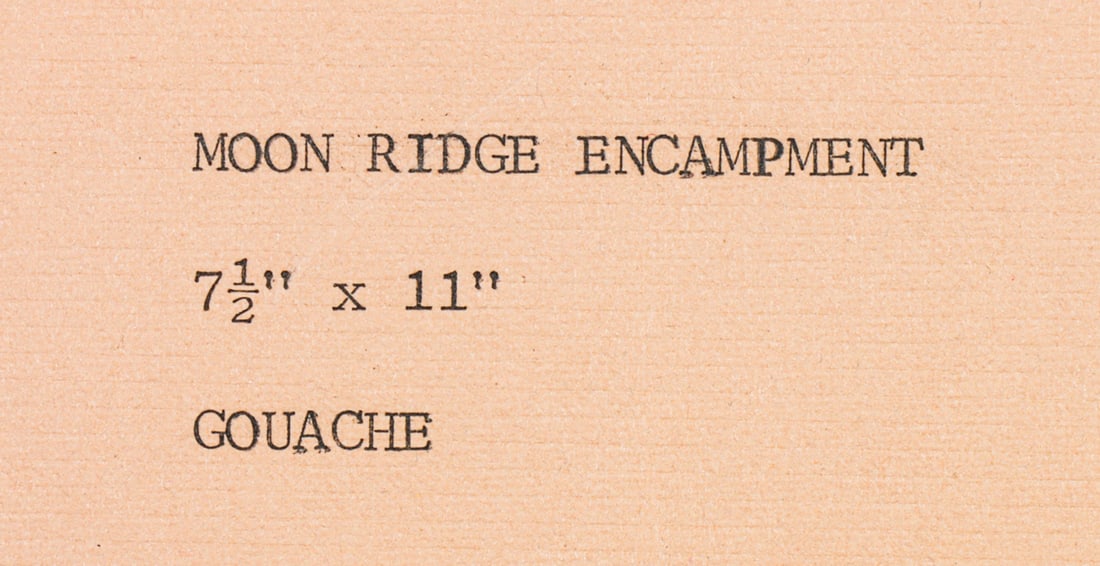 MOON RIDGE ENCAMPMENT
7½" x 11"
GOUACHE